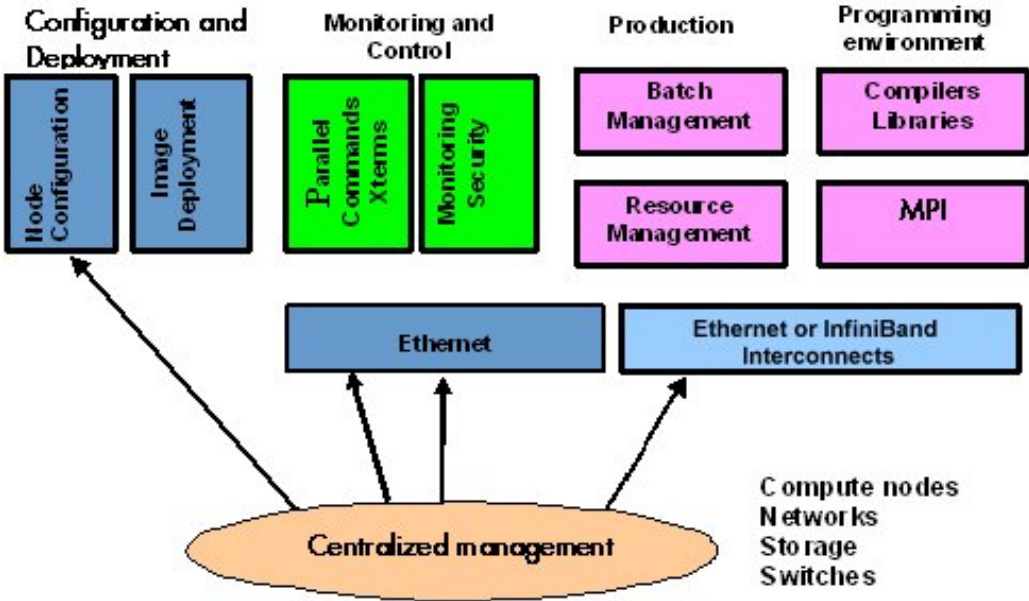 Configuration and
Deployment
Monitoring and
Control
Production
Programming
environment
Node
Configuration
Image
Deployment
Parallel
Commands
Xterms
Monitoring
Security
Batch
Management
Compilers
Libraries
Resource
Management
MPI
Ethernet
Ethernet or InfiniBand
Interconnects
Centralized management
Compute nodes
Networks
Storage
Switches